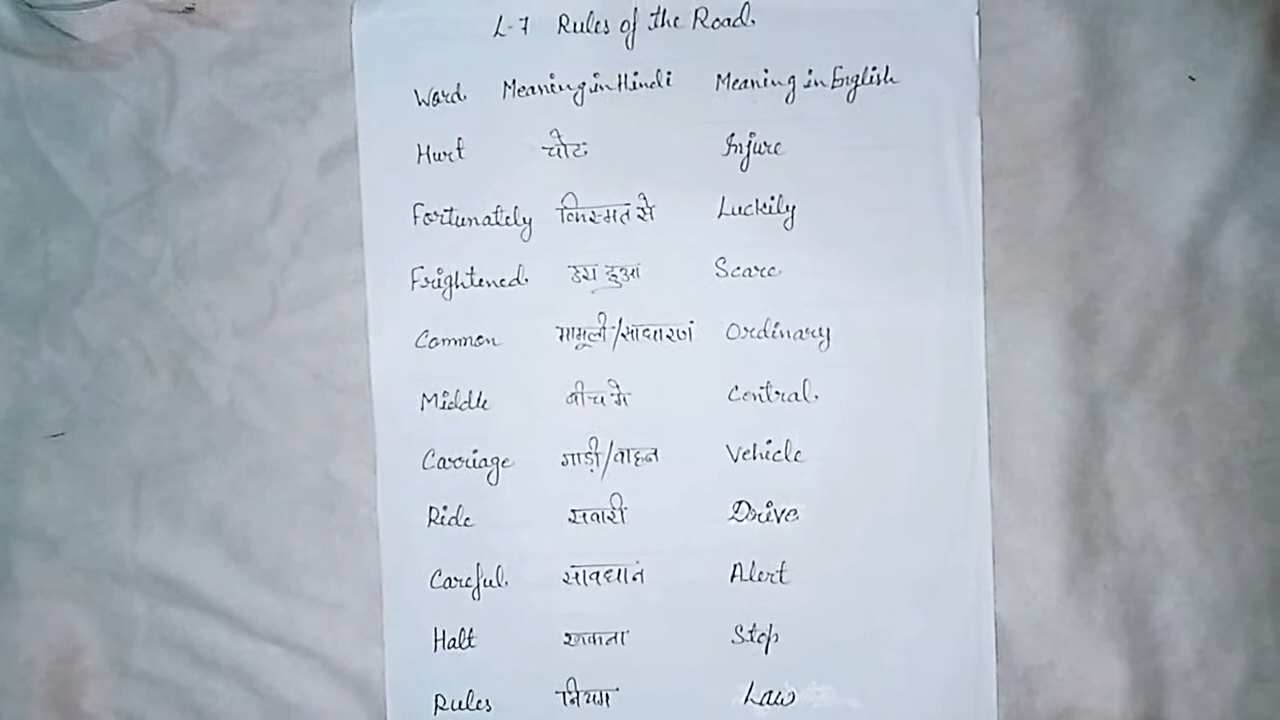 L-7 Rules of the Road.
Word Meaning in Hindi Meaning in English
Hurt चोट Injure
Fortunately किस्मत से Luckily
Frightened डरा हुआ Scare
Common मामूली/साधारण Ordinary
Middle बीच मे Central
Carriage गाड़ी/वाहन Vehicle
Ride सवारी Drive
Careful सावधान Alert
Halt रूकना Stop
Rules नियम Law